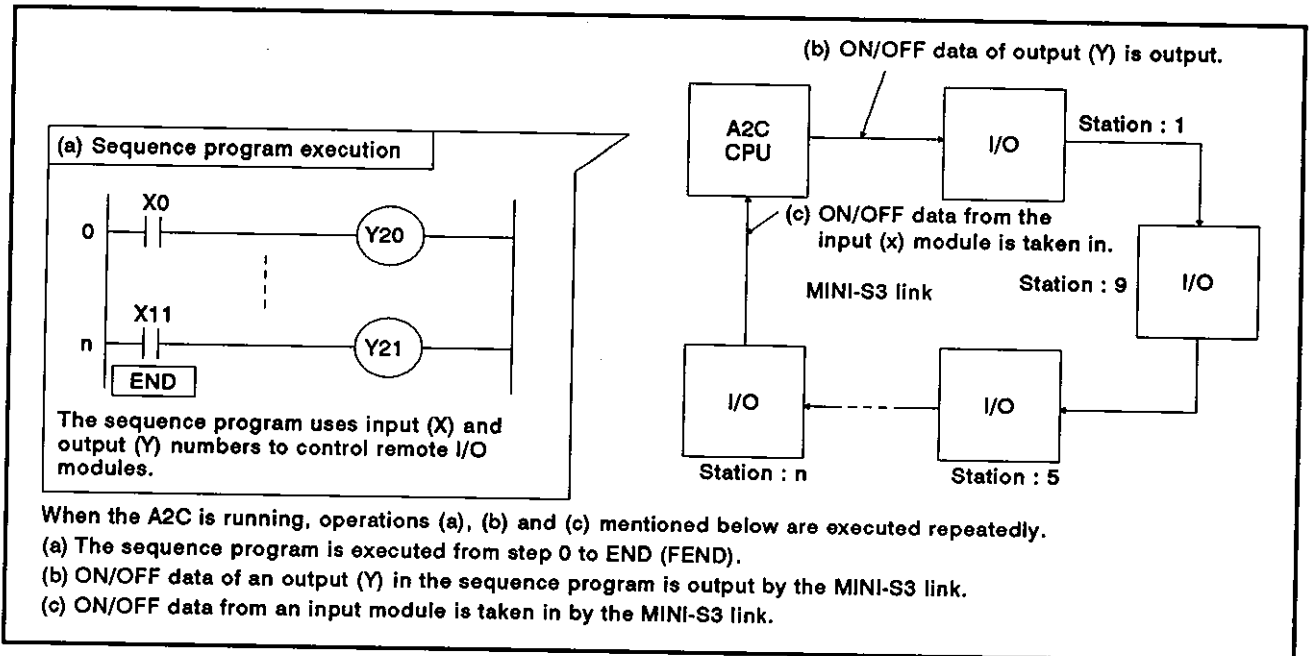 (a) Sequence program execution
X0
0
Y20
X11
n
Y21
END
The sequence program uses input (X) and
output (Y) numbers to control remote I/O
modules.
(b) ON/OFF data of output (Y) is output.
A2C
CPU
I/O
Station : 1
(c) ON/OFF data from the
input (x) module is taken in.
MINI-S3 link
Station : 9
I/O
I/O
Station : n
I/O
Station : 5
When the A2C is running, operations (a), (b) and (c) mentioned below are executed repeatedly.
(a) The sequence program is executed from step 0 to END (FEND).
(b) ON/OFF data of an output (Y) in the sequence program is output by the MINI-S3 link.
(c) ON/OFF data from an input module is taken in by the MINI-S3 link.